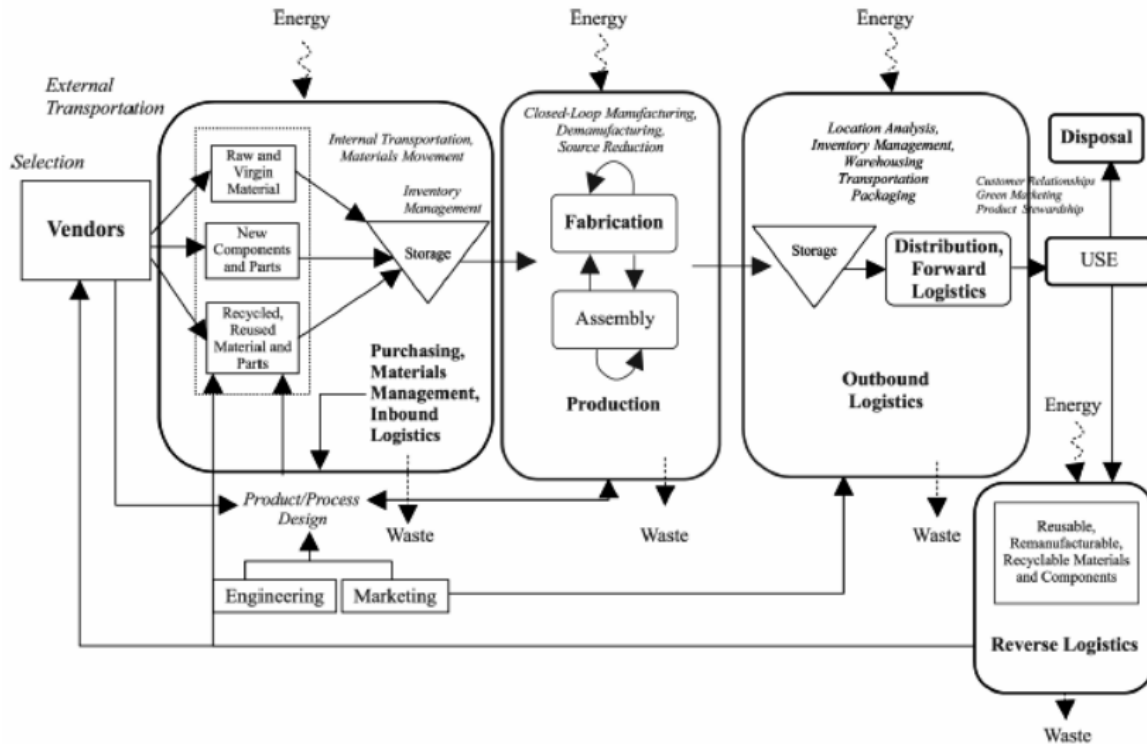 Energy
Energy
Energy
External
Transportation
Selection
Vendors
Raw and
Virgin
Material
New
Components
and Parts
Recycled,
Reused
Material and
Parts
Internal Transportation,
Materials Movement
Inventory
Management
Storage
Purchasing,
Materials
Management,
Inbound
Logistics
Closed-Loop Manufacturing,
Demanufacturing,
Source Reduction
Fabrication
Assembly
Production
Location Analysis,
Inventory Management,
Warehousing
Transportation
Packaging
Storage
Distribution,
Forward
Logistics
Outbound
Logistics
Customer Relationships
Green Marketing
Product Stewardship
Disposal
USE
Energy
Product/Process
Design
Waste
Waste
Waste
Engineering
Marketing
Reusable,
Remanufacturable,
Recyclable Materials
and Components
Reverse Logistics
Waste